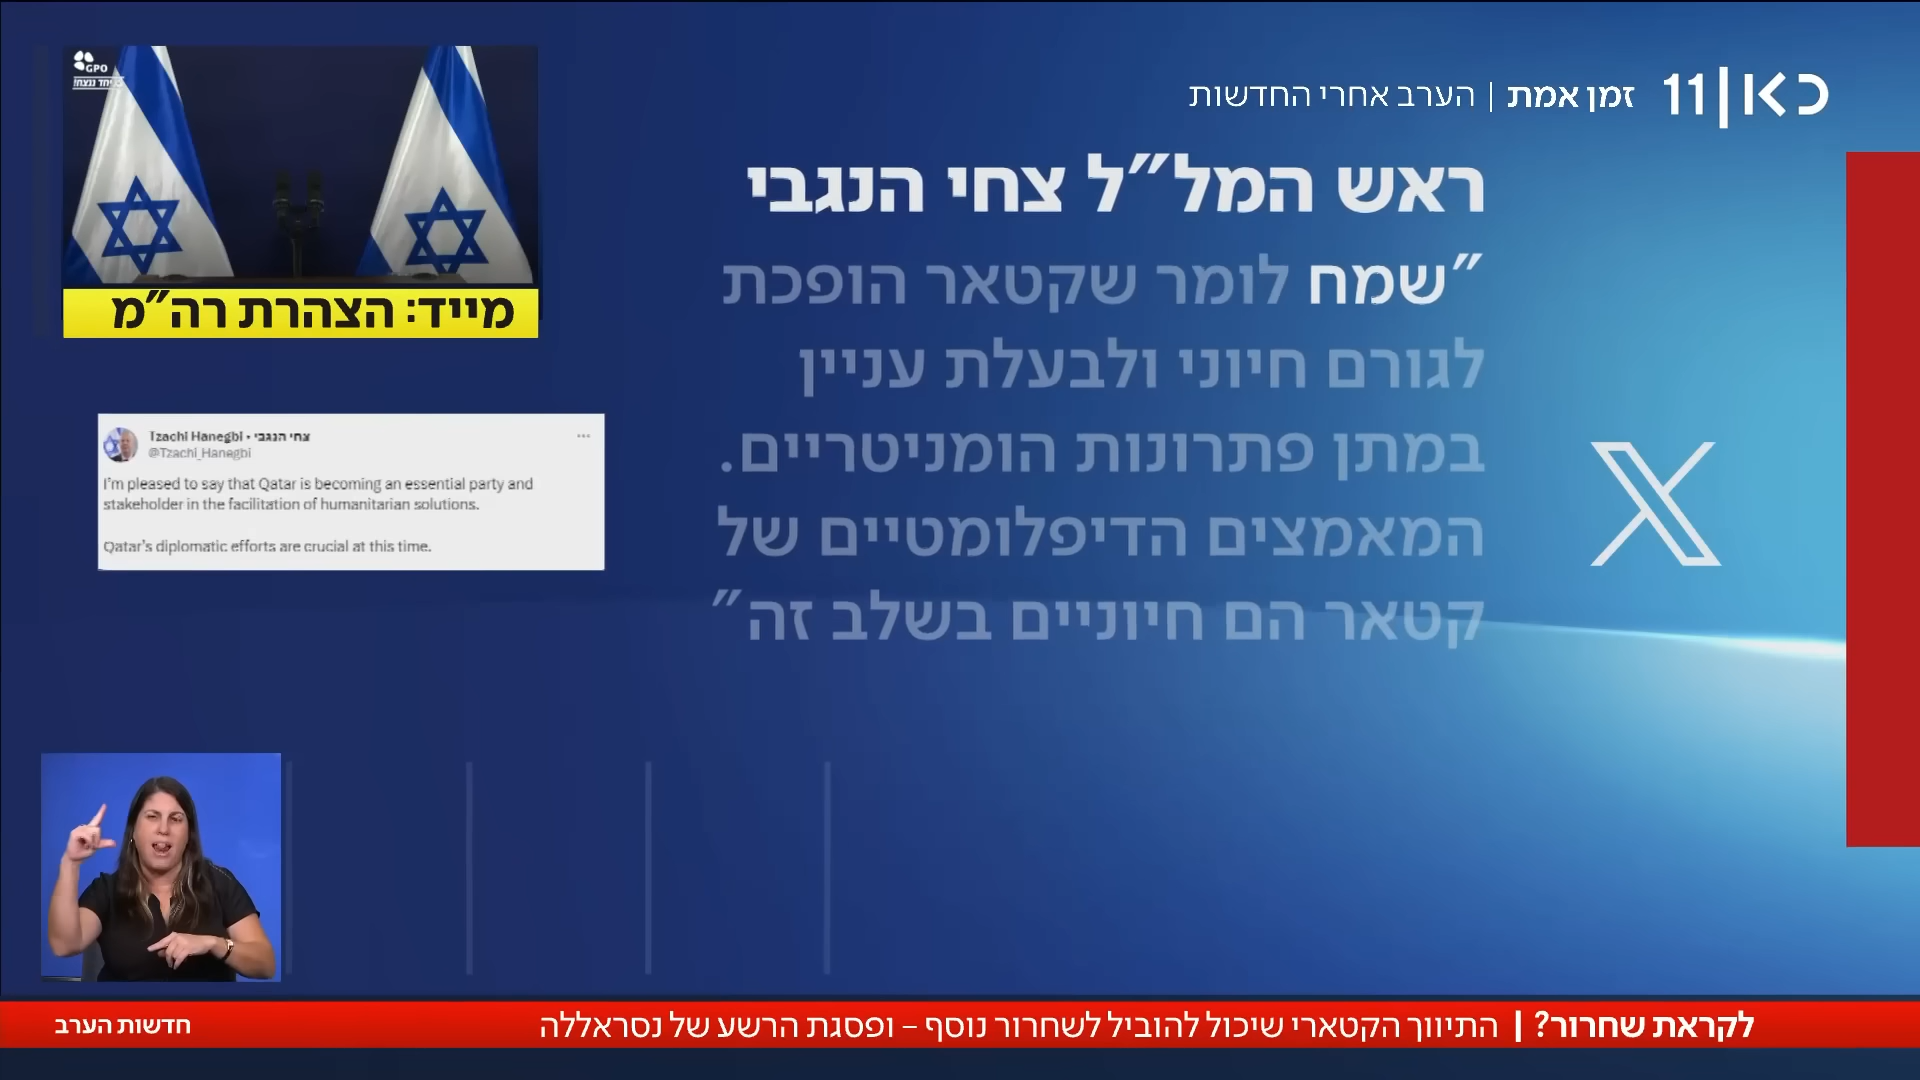 GPO
יחד ננצח!
מייד: הצהרת רה"מ
זמן אמת | הערב אחרי החדשות
כאן|11
ראש המל"ל צחי הנגבי
"שמח לומר שקטאר הופכת
לגורם חיוני ולבעלת עניין
במתן פתרונות הומניטריים.
המאמצים הדיפלומטיים של
קטאר הם חיוניים בשלב זה"
Tzachi Hanegbi • צחי הנגבי
@Tzachi_Hanegbi
I'm pleased to say that Qatar is becoming an essential party and
stakeholder in the facilitation of humanitarian solutions.
Qatar's diplomatic efforts are crucial at this time.
לקראת שחרור? | התיווך הקטארי שיכול להוביל לשחרור נוסף – ופסגת הרשע של נסראללה
חדשות הערב